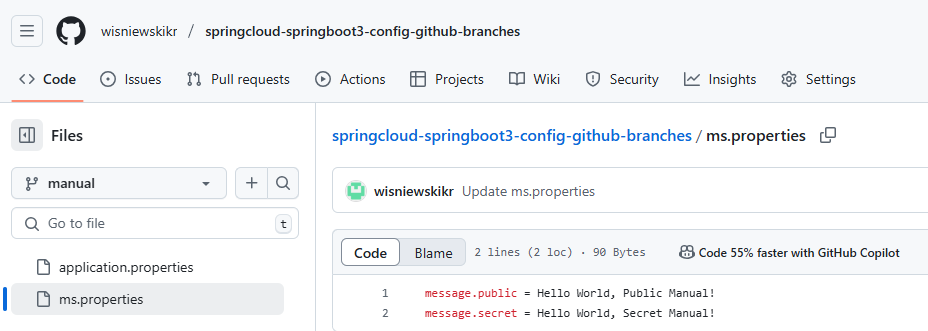 wisniewskikr / springcloud-springboot3-config-github-branches
Code Issues Pull requests Actions Projects Wiki Security Insights Settings
Files
manual
Go to file t
application.properties
ms.properties
springcloud-springboot3-config-github-branches / ms.properties
wisniewskikr Update ms.properties
Code Blame 2 lines (2 loc) · 90 Bytes Code 55% faster with GitHub Copilot
1 message.public = Hello World, Public Manual!
2 message.secret = Hello World, Secret Manual!